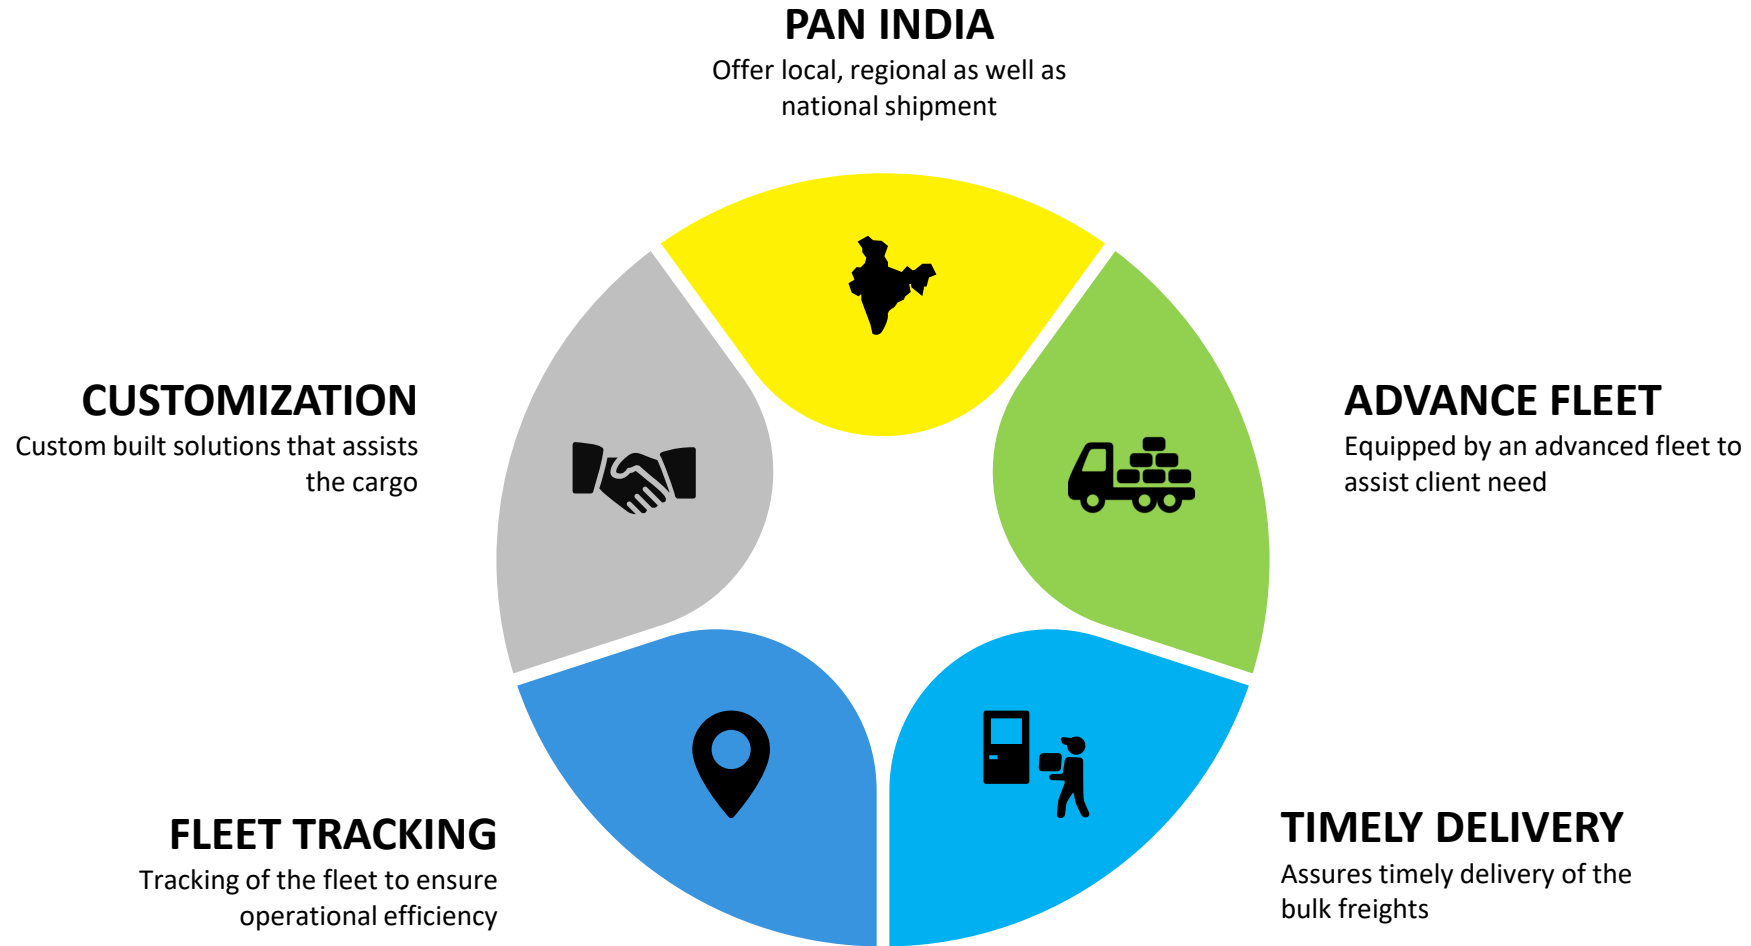 PAN INDIA
Offer local, regional as well as
national shipment
CUSTOMIZATION
Custom built solutions that assists
the cargo
ADVANCE FLEET
Equipped by an advanced fleet to
assist client need
FLEET TRACKING
Tracking of the fleet to ensure
operational efficiency
TIMELY DELIVERY
Assures timely delivery of the
bulk freights